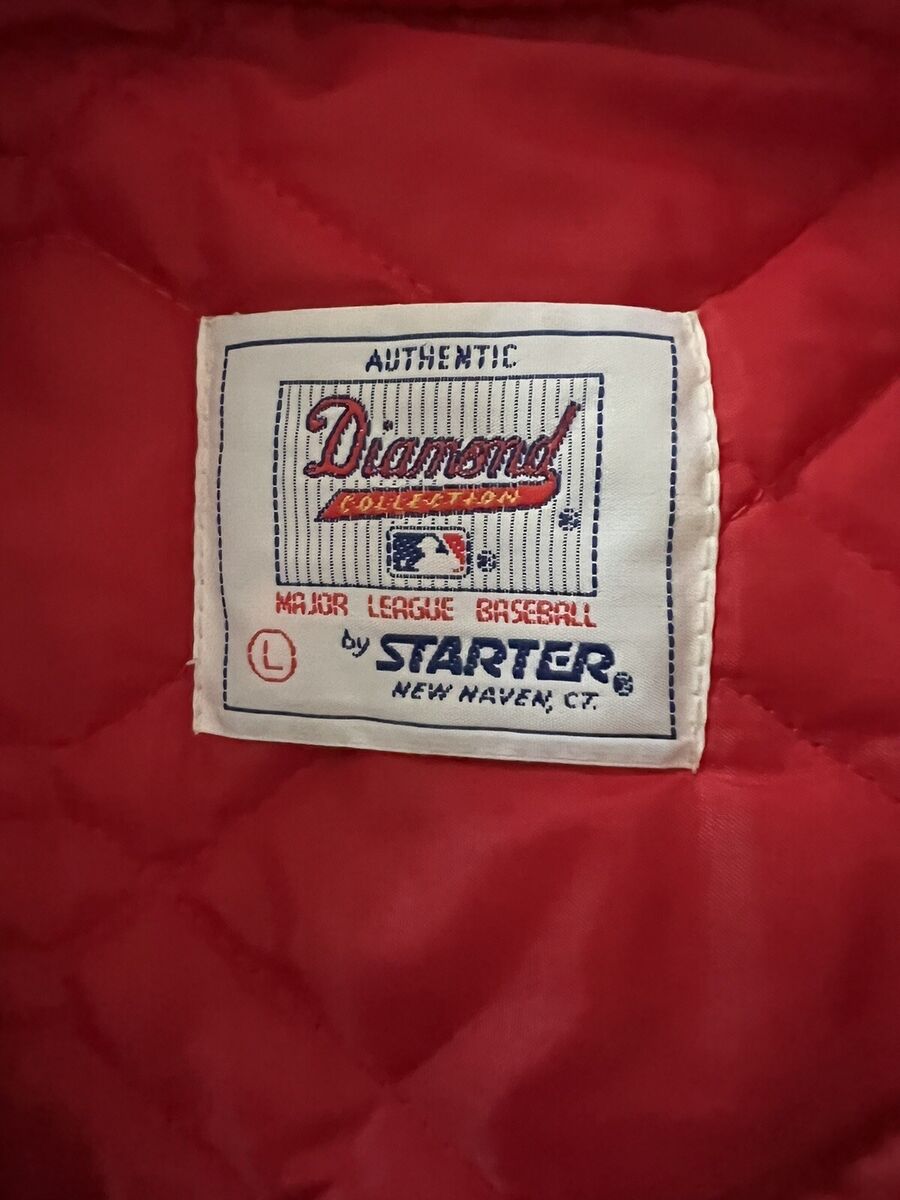 AUTHENTIC
Diamond
COLLECTION
MAJOR LEAGUE BASEBALL
L
by STARTER®
NEW HAVEN, CT.